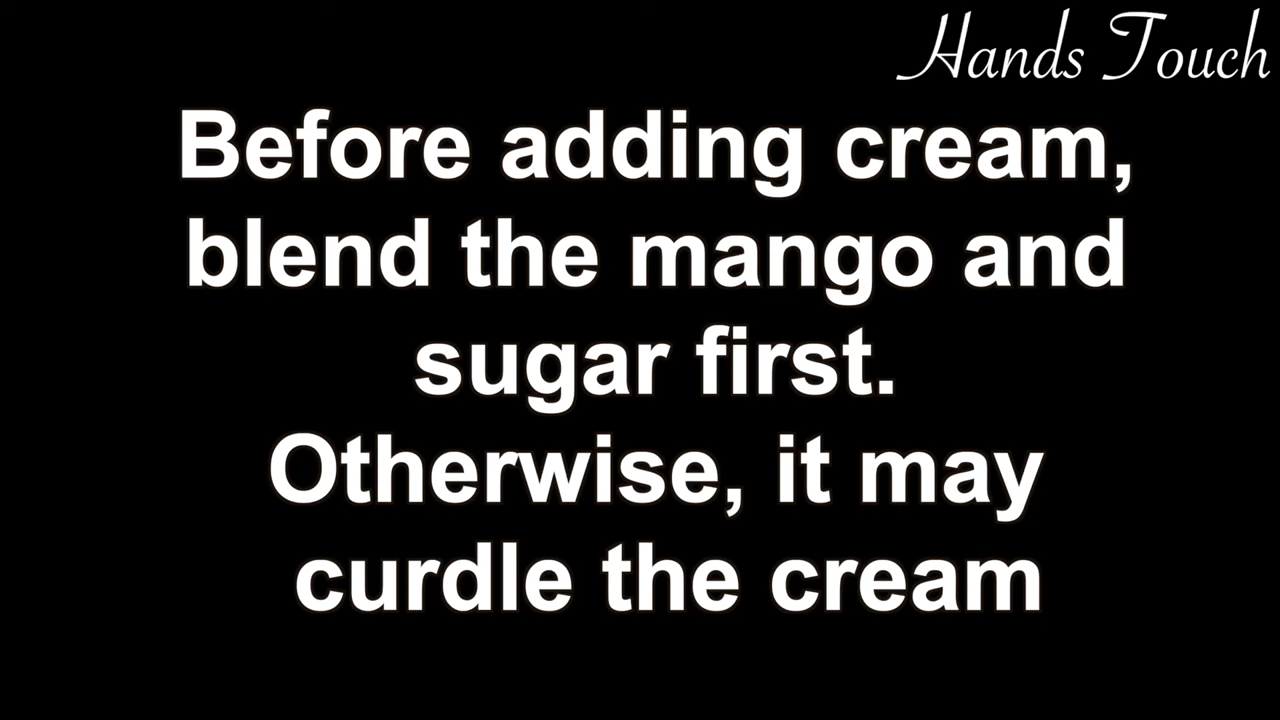 Hands Touch
Before adding cream,
blend the mango and
sugar first.
Otherwise, it may
curdle the cream